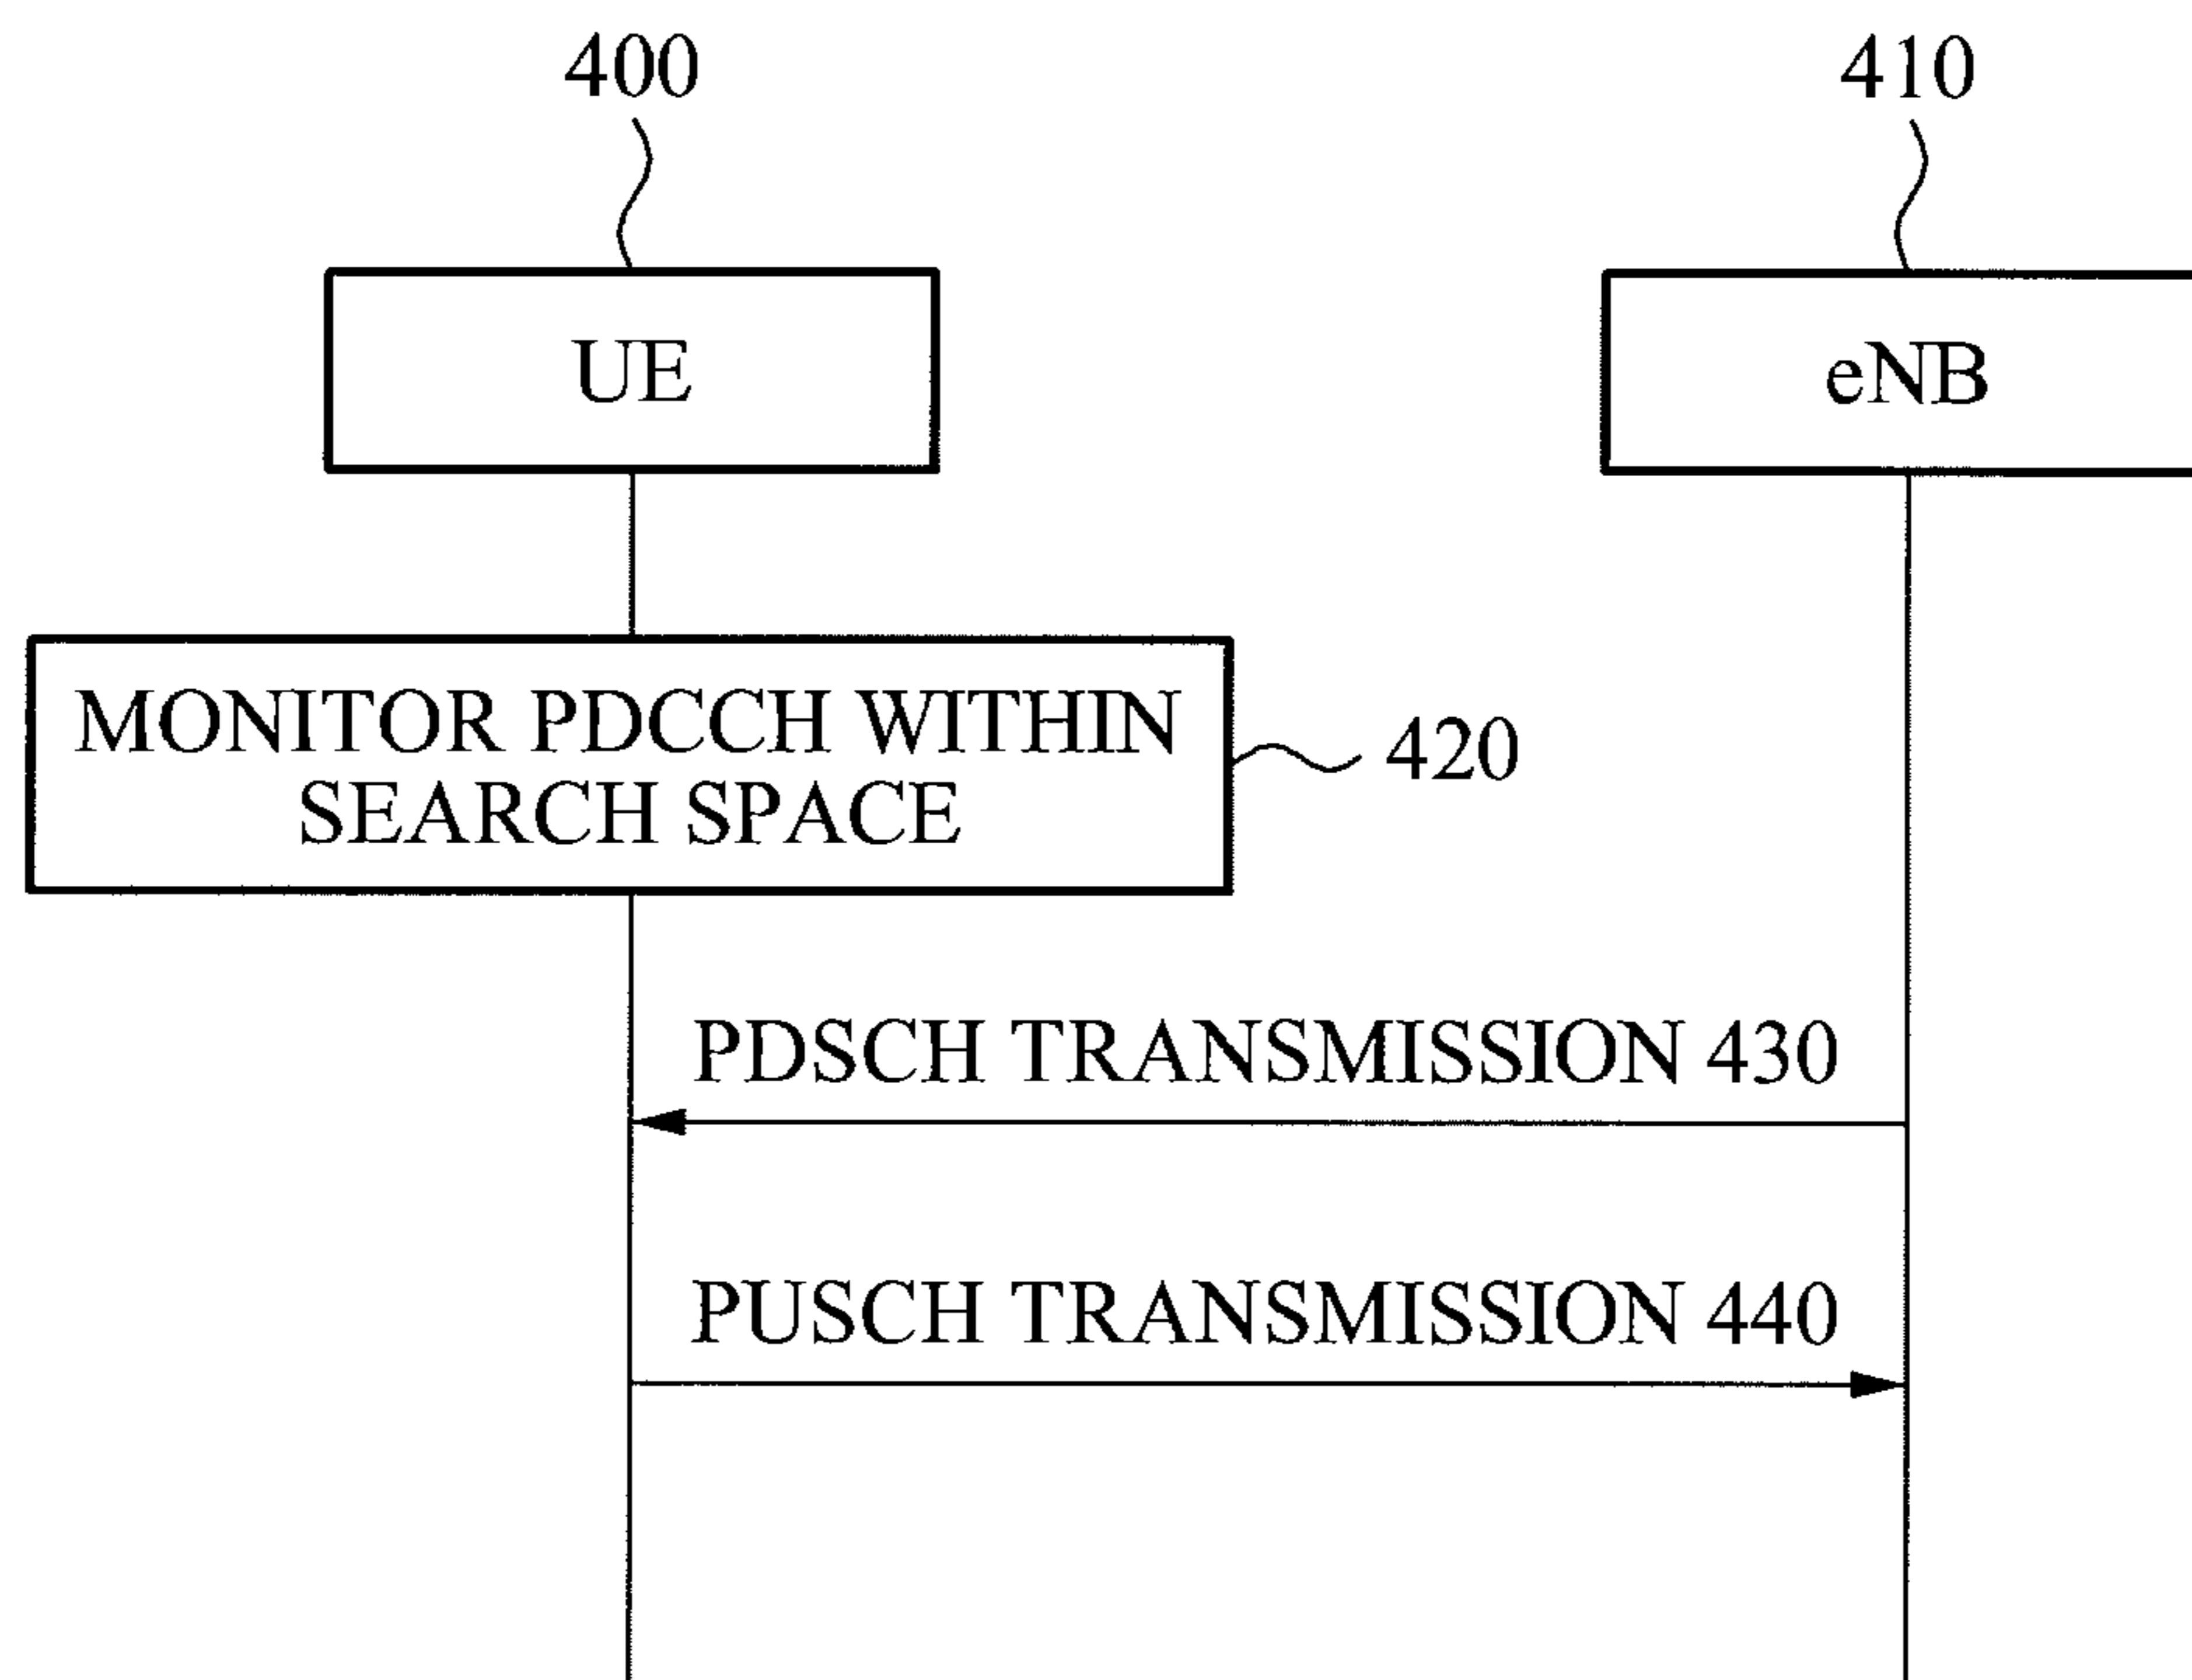 400
410
UE
eNB
MONITOR PDCCH WITHIN
SEARCH SPACE
420
PDSCH TRANSMISSION 430
PUSCH TRANSMISSION 440